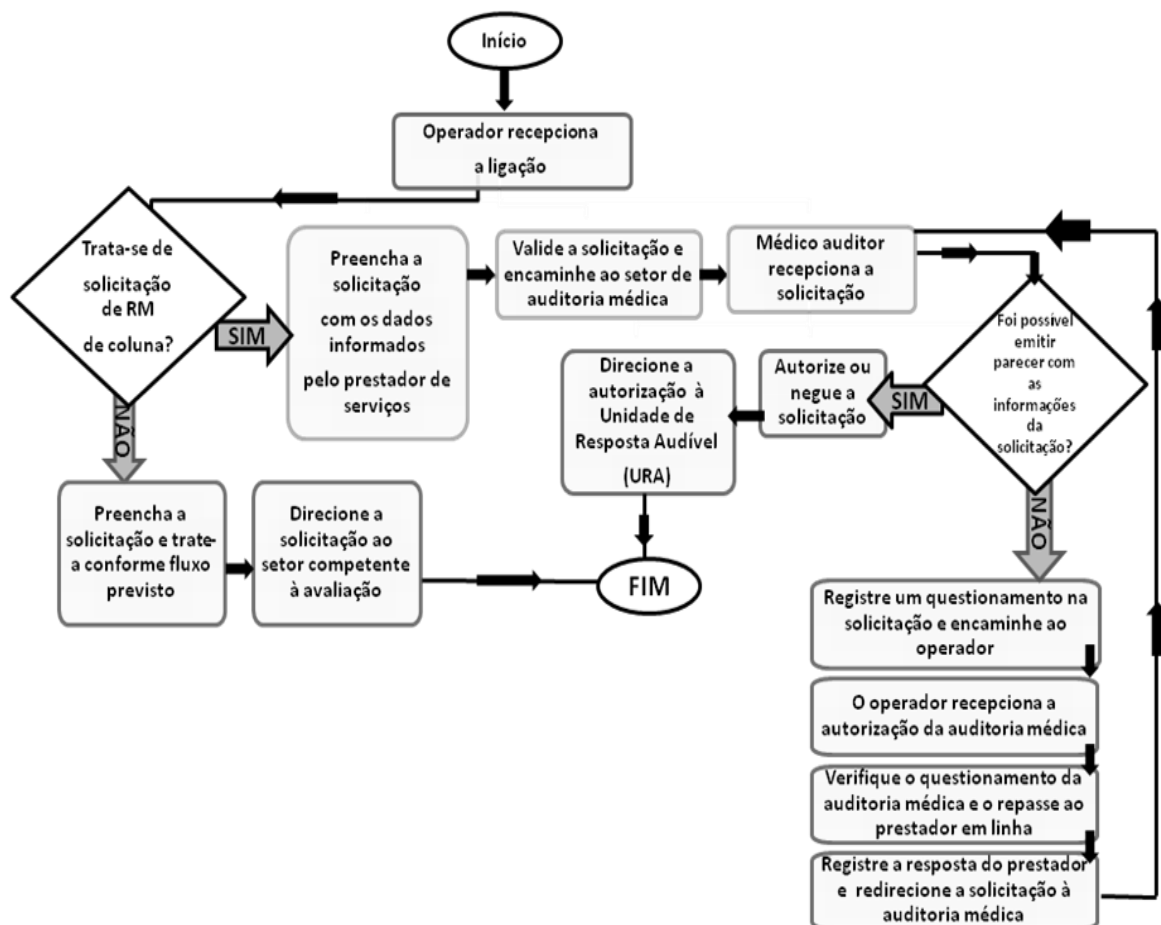 Início
Operador recepciona
a ligação
Trata-se de
solicitação
de RM
de coluna?
SIM
NÃO
Preencha a
solicitação
com os dados
informados
pelo prestador de
serviços
Valide a solicitação e
encaminhe ao setor de
auditoria médica
Médico auditor
recepciona a
solicitação
Foi possível
emitir
parecer com
as
informações
da
solicitação?
SIM
NÃO
Autorize ou
negue a
solicitação
Direcione a
autorização à
Unidade de
Resposta Audível
(URA)
Preencha a
solicitação e trate-
a conforme fluxo
previsto
Direcione a
solicitação ao
setor competente
à avaliação
FIM
Registre um questionamento na
solicitação e encaminhe ao
operador
O operador recepciona a
autorização da auditoria médica
Verifique o questionamento da
auditoria médica e o repasse ao
prestador em linha
Registre a resposta do prestador
e redirecione a solicitação à
auditoria médica